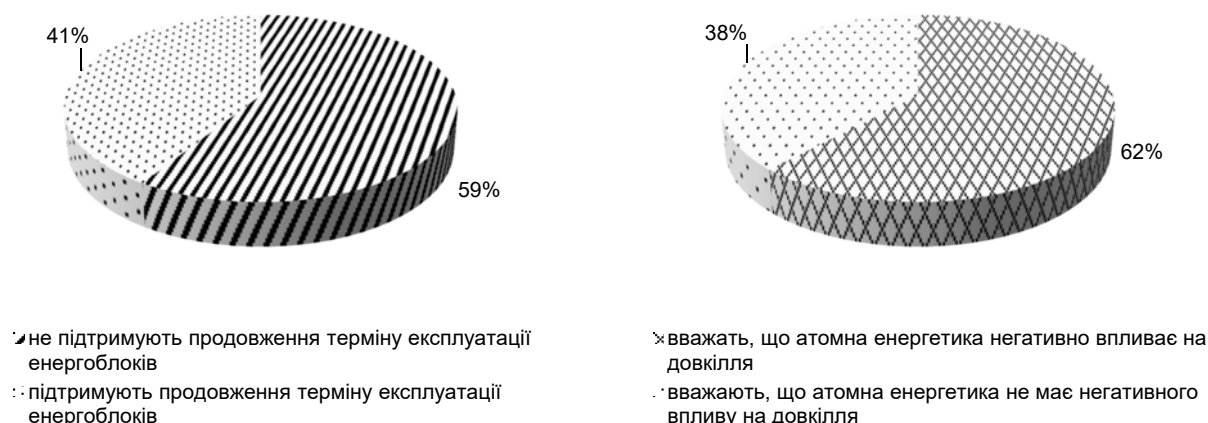 41%
59%
не підтримують продовження терміну експлуатації
енергоблоків
підтримують продовження терміну експлуатації
енергоблоків
38%
62%
вважать, що атомна енергетика негативно впливає на
довкілля
вважають, що атомна енергетика не має негативного
впливу на довкілля